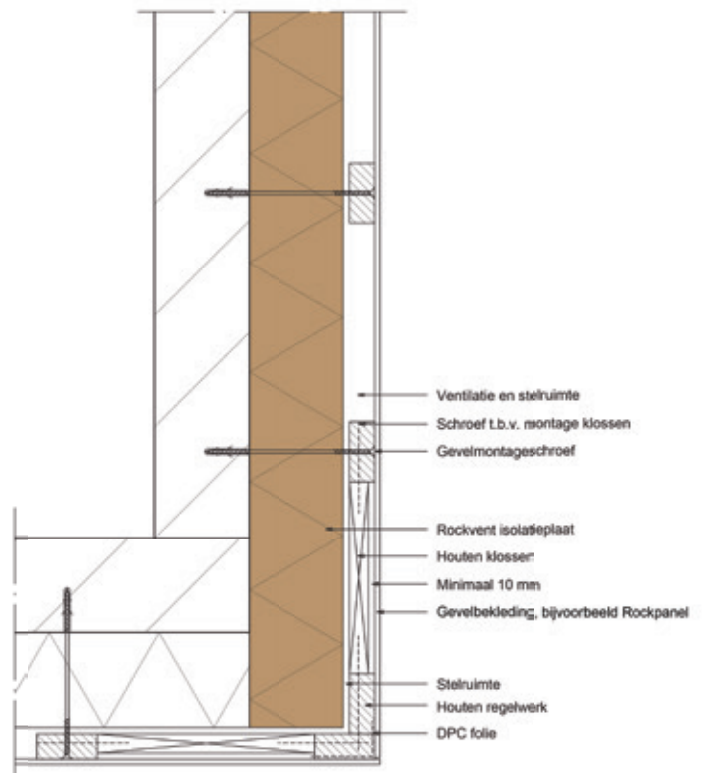 Ventilatie en stelruimte
Schroef t.b.v. montage klossen
Gevelmontageschroef
Rockvent isolatieplaat
Houten klossen
Minimaal 10 mm
Gevelbekleding, bijvoorbeeld Rockpanel
Stelruimte
Houten regelwerk
DPC folie